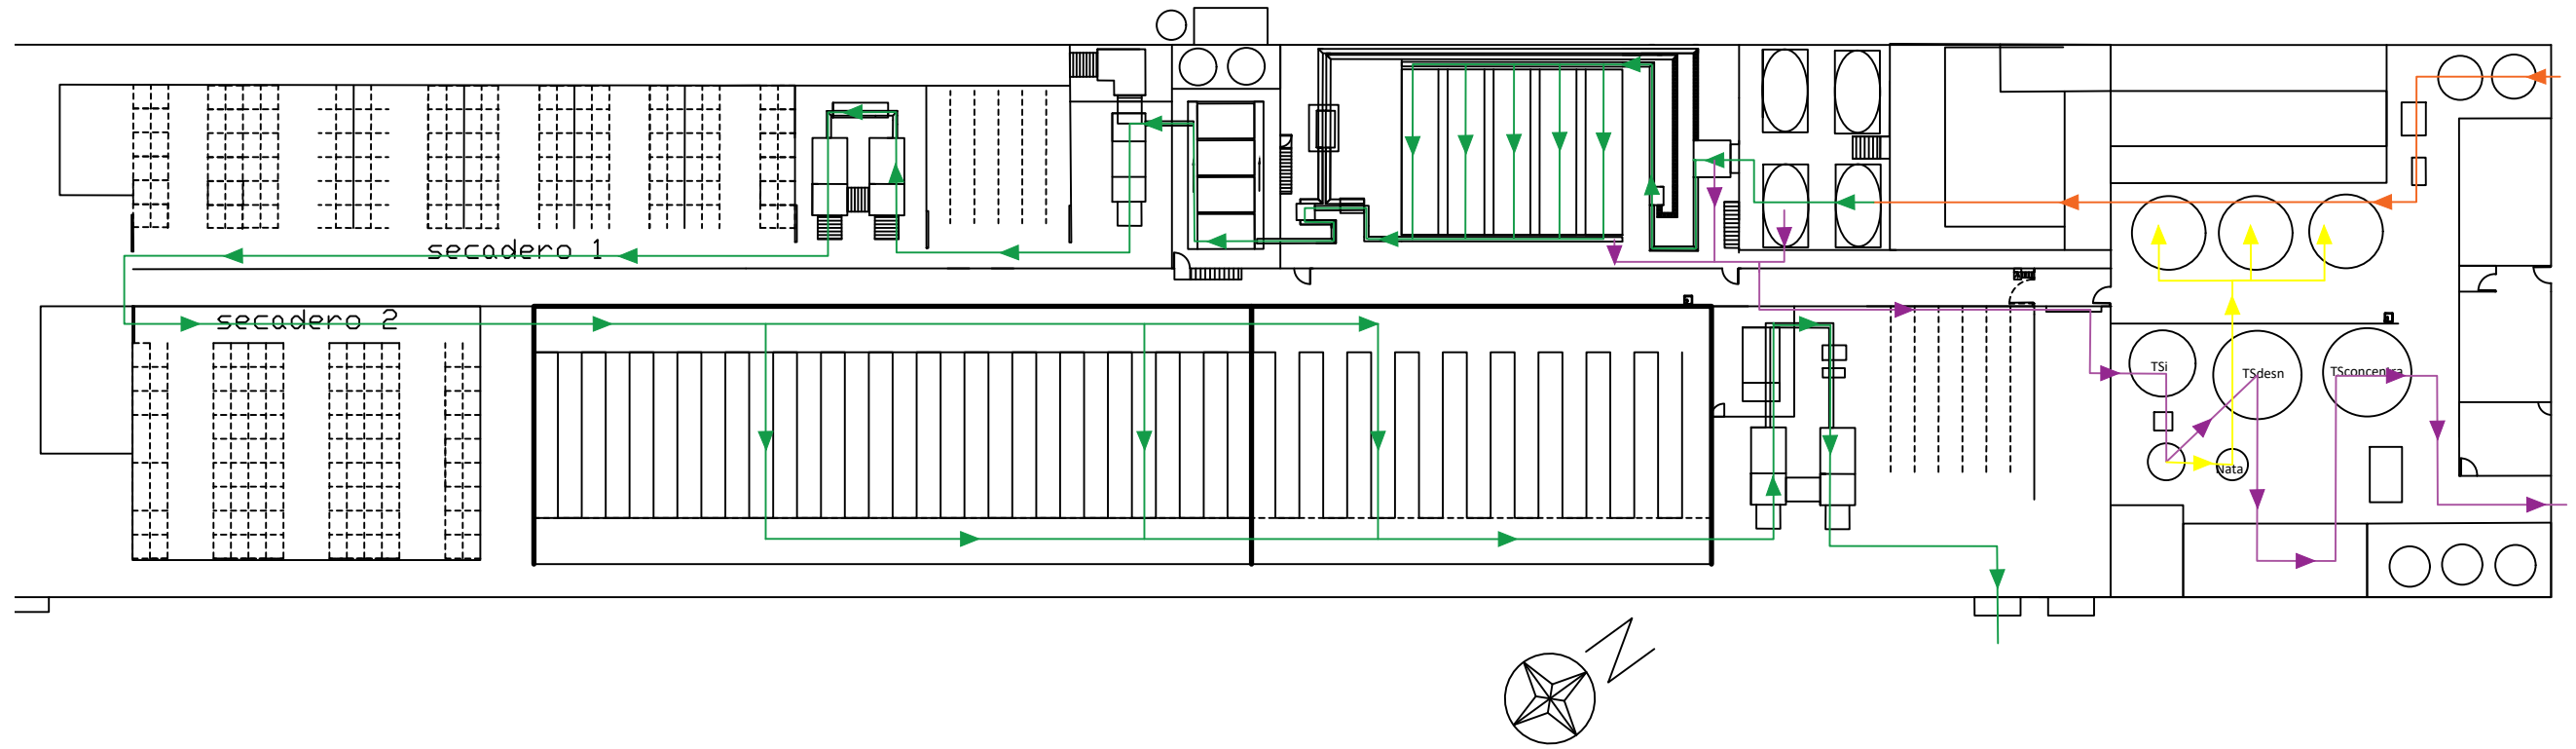 secadero 1
secadero 2
TSi
TSdesn
TSconcentra
Nata
N